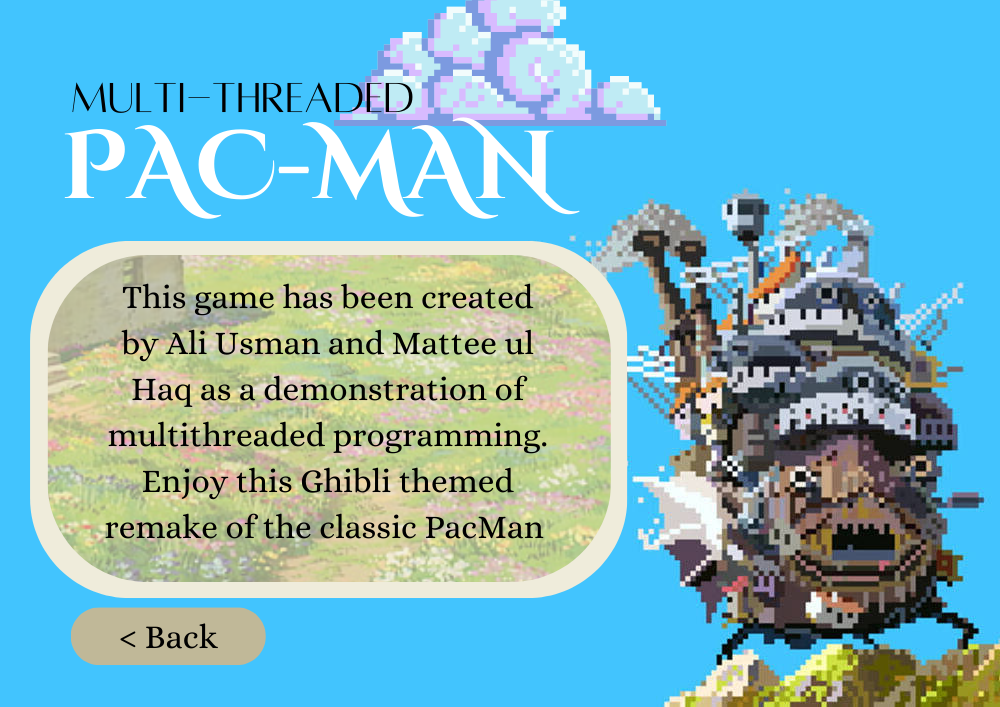 MULTI-THREADED
PAC-MAN
This game has been created
by Ali Usman and Mattee ul
Haq as a demonstration of
multithreaded programming.
Enjoy this Ghibli themed
remake of the classic PacMan
< Back